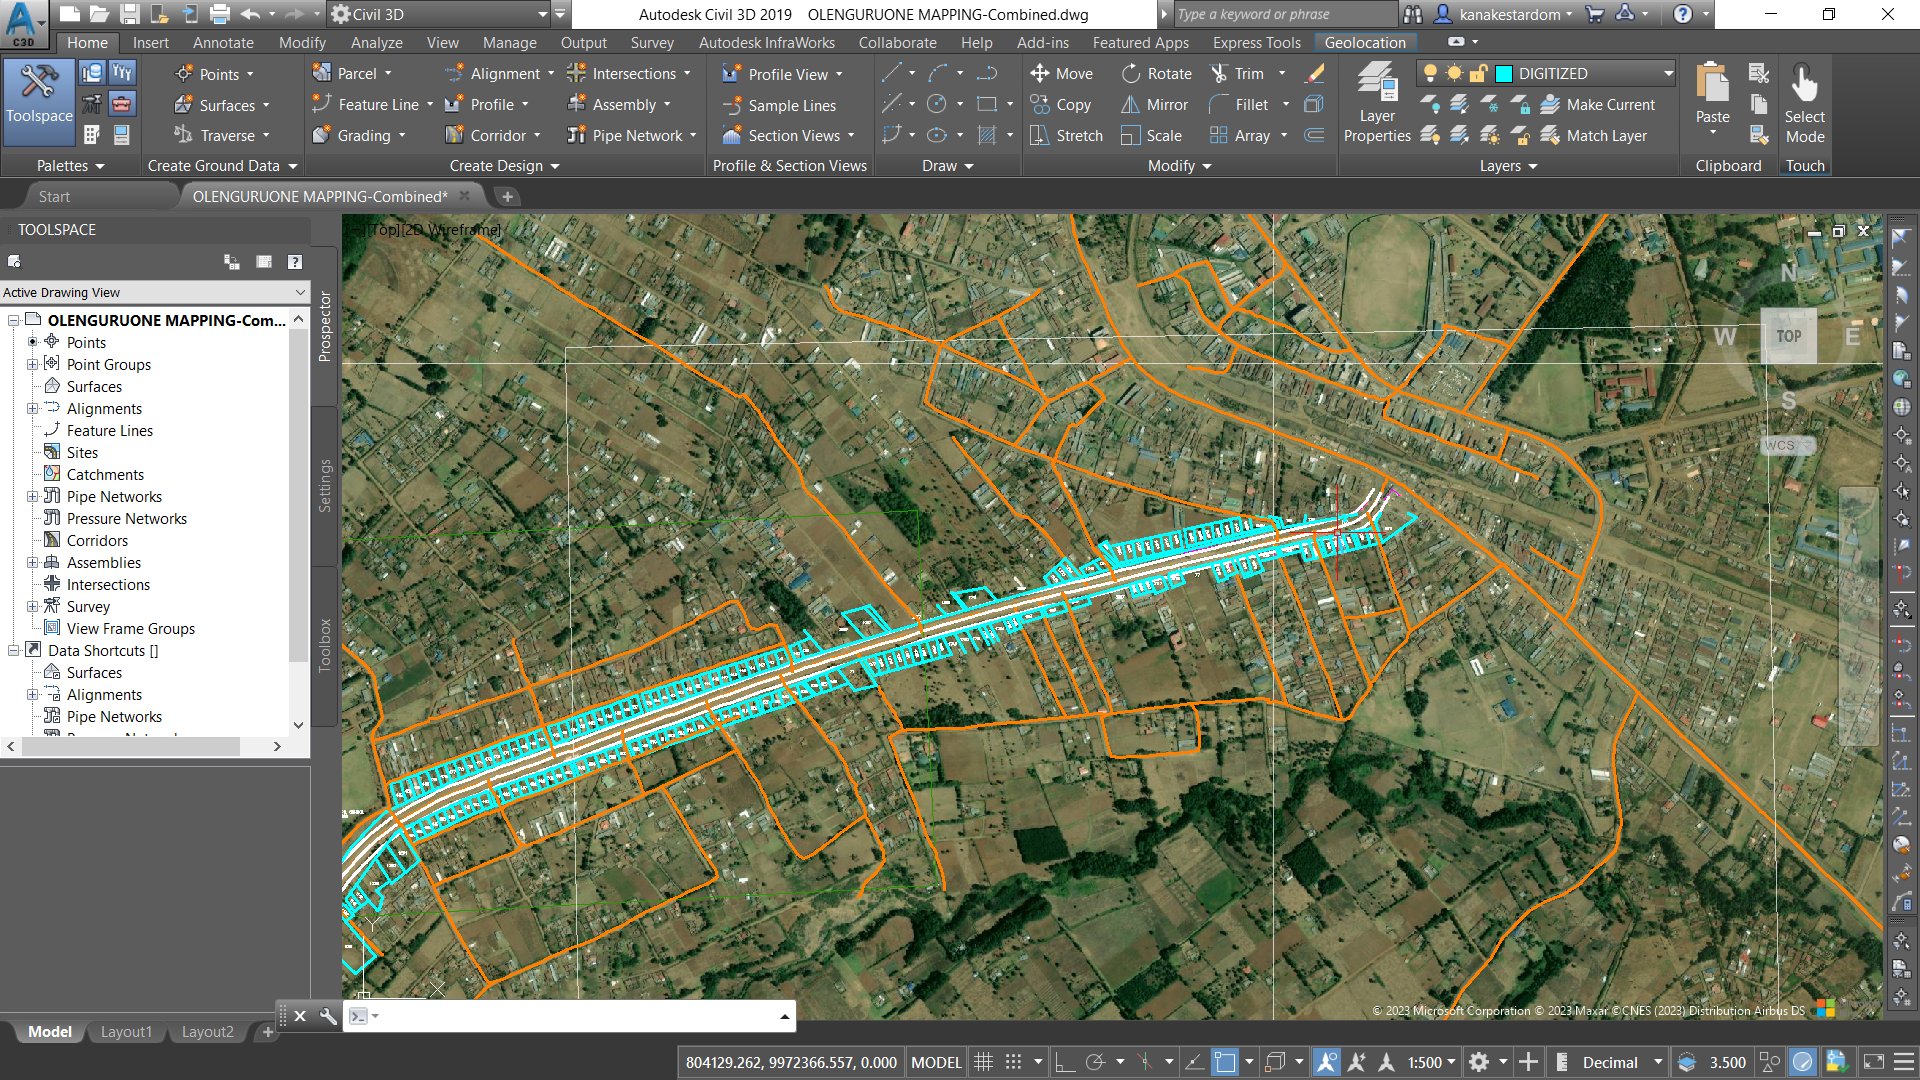 Civil 3D
Autodesk Civil 3D 2019 OLENGURUONE MAPPING-Combined.dwg
Type a keyword or phrase
kanakestardom
C3D
Home Insert Annotate Modify Analyze View Manage Output Survey Autodesk InfraWorks Collaborate Help Add-ins Featured Apps Express Tools Geolocation
Toolspace
Points
Surfaces
Traverse
Parcel
Feature Line
Grading
Alignment
Profile
Corridor
Intersections
Assembly
Pipe Network
Profile View
Sample Lines
Section Views
Move
Copy
Stretch
Rotate
Mirror
Scale
Trim
Fillet
Array
Layer
Properties
DIGITIZED
Make Current
Match Layer
Paste
Select
Mode
Palettes
Create Ground Data
Create Design
Profile & Section Views
Draw
Modify
Layers
Clipboard
Touch
Start
OLENGURUONE MAPPING-Combined*
TOOLSPACE
Active Drawing View
OLENGURUONE MAPPING-Com...
Points
Point Groups
Surfaces
Alignments
Feature Lines
Sites
Catchments
Pipe Networks
Pressure Networks
Corridors
Assemblies
Intersections
Survey
View Frame Groups
Data Shortcuts []
Surfaces
Alignments
Pipe Networks
Prospector
Settings
Toolbox
[-][Top][2D Wireframe]
N
W
TOP
E
S
WCS
Y
X
© 2023 Microsoft Corporation © 2023 Maxar ©CNES (2023) Distribution Airbus DS
Model Layout1 Layout2
804129.262, 9972366.557, 0.000
MODEL
1:500
Decimal
3.500